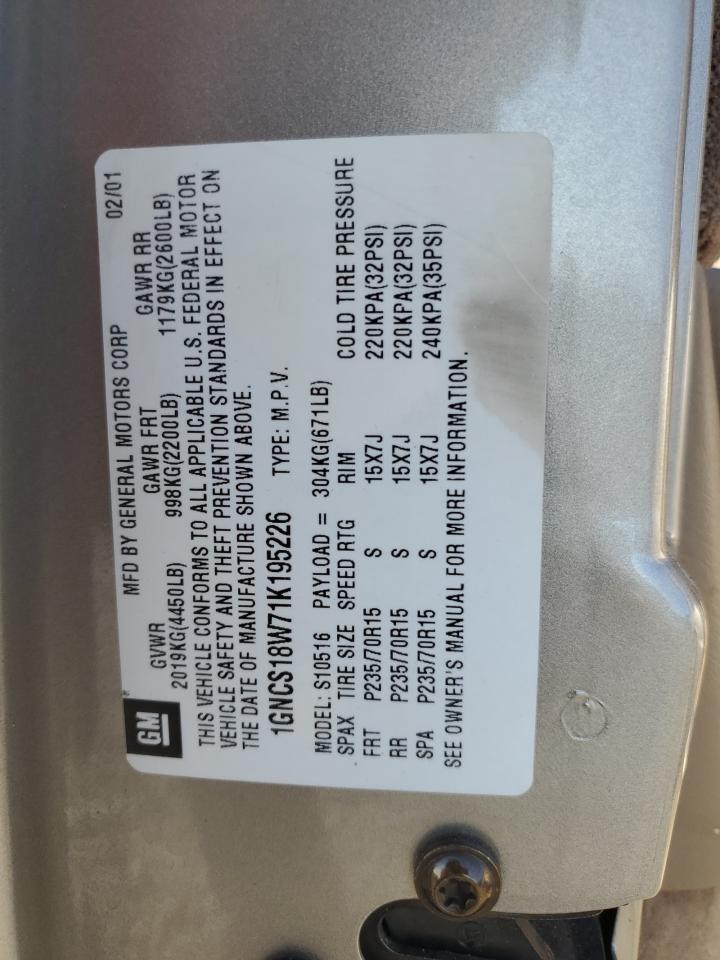 GM
MFD BY GENERAL MOTORS CORP 02/01
GVWR GAWR FRT GAWR RR
2019KG(4450LB) 998KG(2200LB) 1179KG(2600LB)
THIS VEHICLE CONFORMS TO ALL APPLICABLE U.S. FEDERAL MOTOR
VEHICLE SAFETY AND THEFT PREVENTION STANDARDS IN EFFECT ON
THE DATE OF MANUFACTURE SHOWN ABOVE.
1GNCS18W71K195226 TYPE: M.P.V.
MODEL: S10516 PAYLOAD = 304KG(671LB)
SPAX TIRE SIZE SPEED RTG RIM COLD TIRE PRESSURE
FRT P235/70R15 S 15X7J 220KPA(32PSI)
RR P235/70R15 S 15X7J 220KPA(32PSI)
SPA P235/70R15 S 15X7J 240KPA(35PSI)
SEE OWNER'S MANUAL FOR MORE INFORMATION.